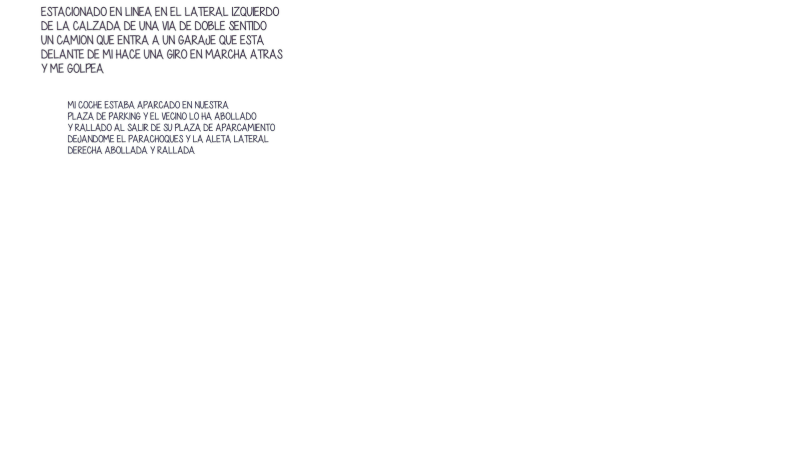 ESTACIONADO EN LINEA EN EL LATERAL IZQUIERDO
DE LA CALZADA DE UNA VIA DE DOBLE SENTIDO
UN CAMION QUE ENTRA A UN GARAJE QUE ESTA
DELANTE DE MI HACE UNA GIRO EN MARCHA ATRAS
Y ME GOLPEA
MI COCHE ESTABA APARCADO EN NUESTRA
PLAZA DE PARKING Y EL VECINO LO HA ABOLLADO
Y RALLADO AL SALIR DE SU PLAZA DE APARCAMIENTO
DEJANDOME EL PARACHOQUES Y LA ALETA LATERAL
DERECHA ABOLLADA Y RALLADA